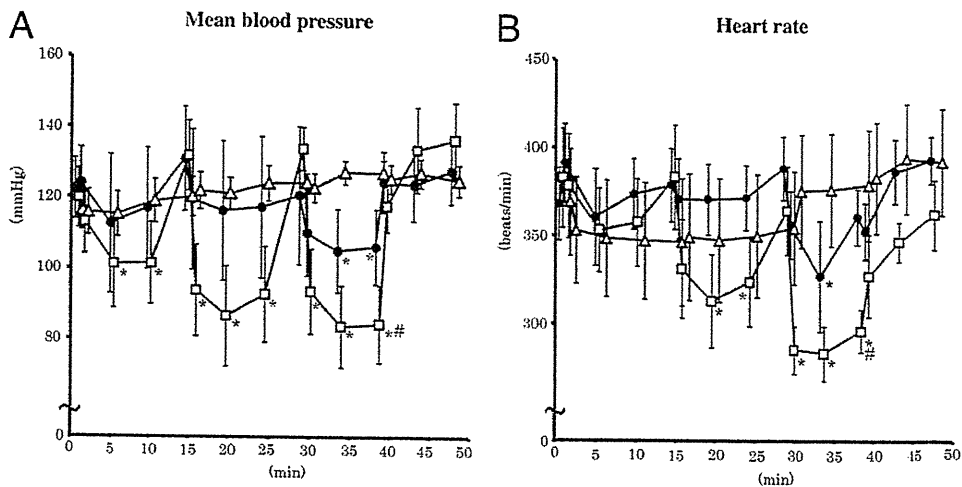 A
Mean blood pressure
160
140
120
100
80
0
(mmHg)
0 5 10 15 20 25 30 35 40 45 50
(min)
* * * * * * * * * *#
B
Heart rate
450
400
350
300
0
(beats/min)
0 5 10 15 20 25 30 35 40 45 50
(min)
* * * * * *
#